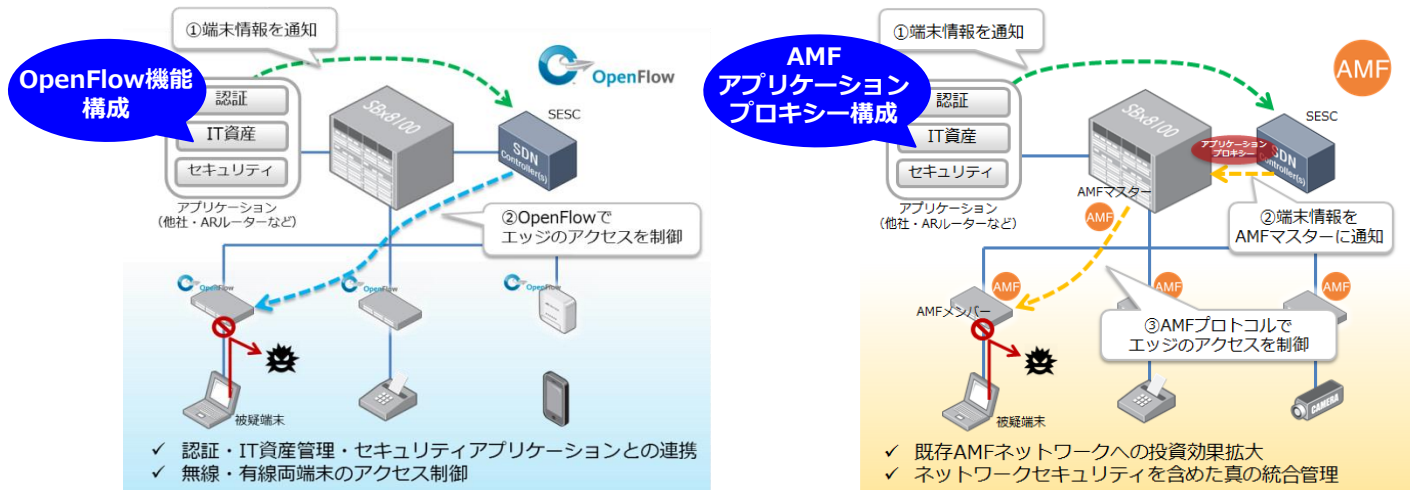 ①端末情報を通知
OpenFlow機能
構成
OpenFlow
認証
IT資産
セキュリティ
アプリケーション
（他社・ARルーターなど）
SBx8100
SESC
SDN
Controller(s)
②OpenFlowで
エッジのアクセスを制御
OpenFlow
OpenFlow
OpenFlow
被疑端末
✓ 認証・IT資産管理・セキュリティアプリケーションとの連携
✓ 無線・有線両端末のアクセス制御
①端末情報を通知
AMF
アプリケーション
プロキシー構成
AMF
認証
IT資産
セキュリティ
アプリケーション
（他社・ARルーターなど）
SBx8100
SESC
アプリケーション
プロキシー
SDN
Controller(s)
AMFマスター
AMF
②端末情報を
AMFマスターに通知
AMF
AMF
AMF
AMFメンバー
③AMFプロトコルで
エッジのアクセスを制御
CAMERA
被疑端末
✓ 既存AMFネットワークへの投資効果拡大
✓ ネットワークセキュリティを含めた真の統合管理